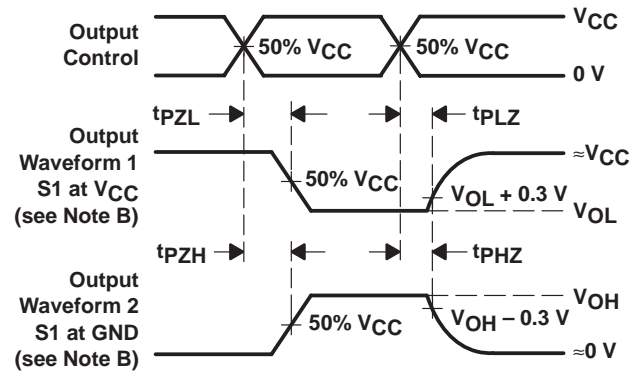 Output
Control
50% VCC
50% VCC
VCC
0 V
tPZL
tPLZ
Output
Waveform 1
S1 at VCC
(see Note B)
50% VCC
≈VCC
VOL + 0.3 V
VOL
tPZH
tPHZ
Output
Waveform 2
S1 at GND
(see Note B)
50% VCC
VOH
VOH – 0.3 V
≈0 V